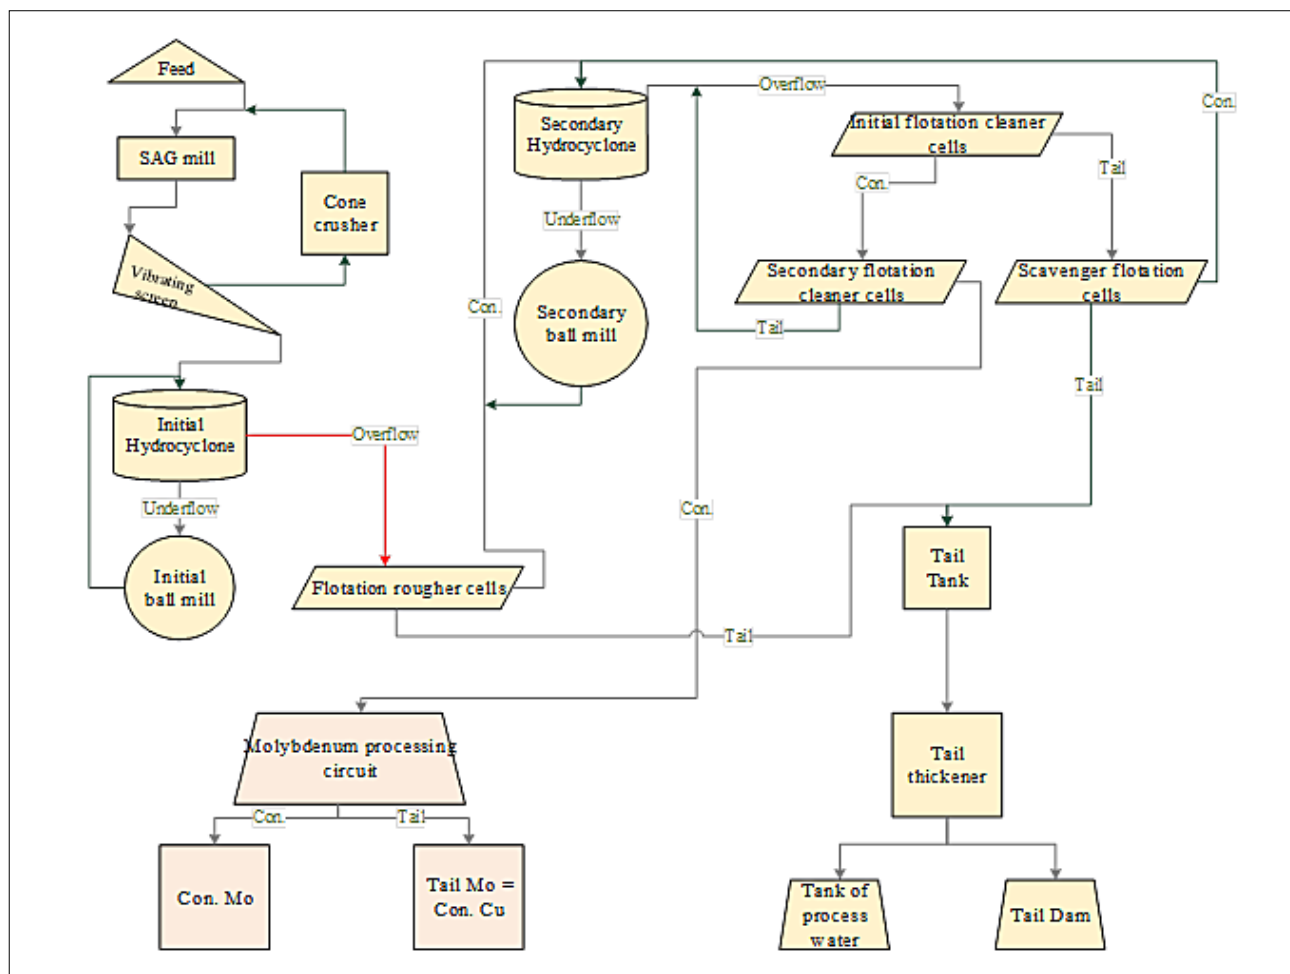 Feed
SAG mill
Cone
crusher
Vibrating
screen
Initial
Hydrocyclone
Overflow
Underflow
Initial
ball mill
Flotation rougher cells
Con.
Tail
Secondary
Hydrocyclone
Overflow
Underflow
Secondary
ball mill
Initial flotation cleaner
cells
Con.
Tail
Con.
Secondary flotation
cleaner cells
Tail
Scavenger flotation
cells
Tail
Con.
Tail
Tank
Tail
thickener
Tank of
process
water
Tail Dam
Molybdenum processing
circuit
Con.
Tail
Con. Mo
Tail Mo =
Con. Cu